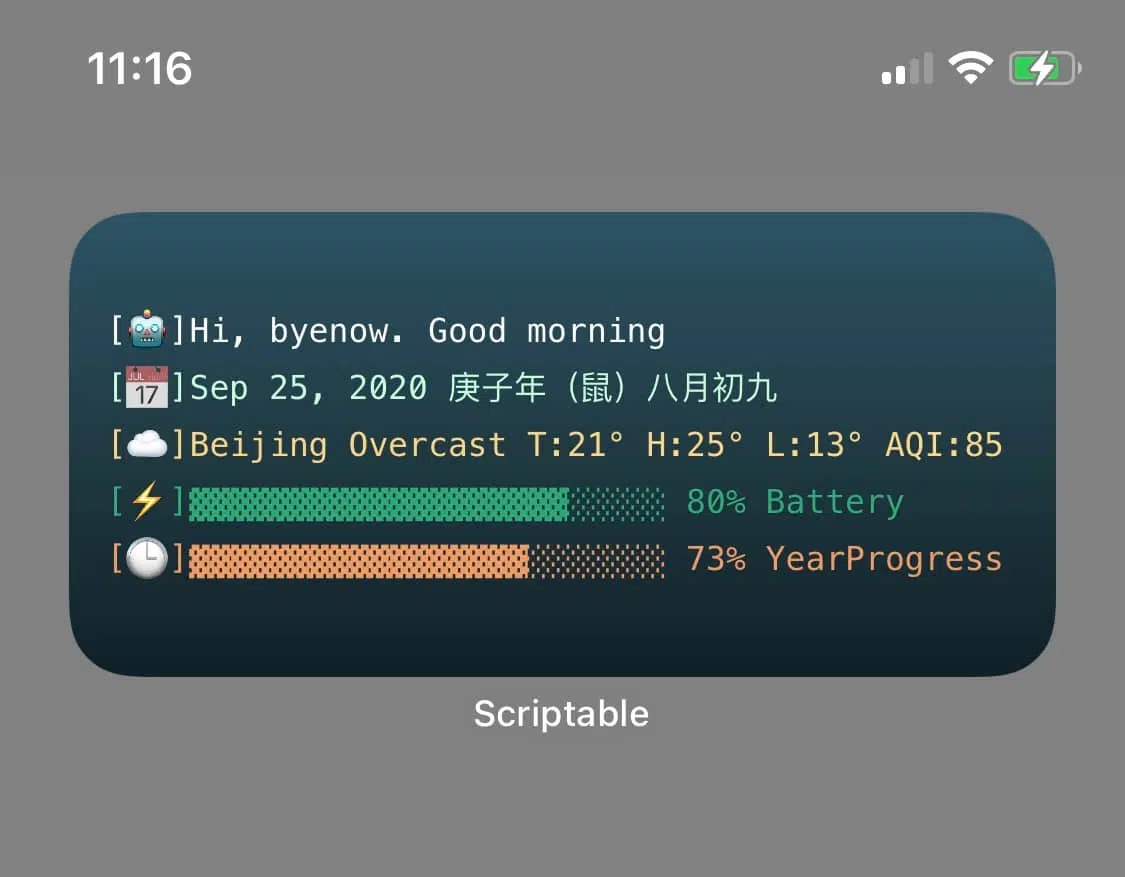 11:16
[🤖]Hi, byenow. Good morning
[📅]Sep 25, 2020 庚子年（鼠）八月初九
[☁️]Beijing Overcast T:21° H:25° L:13° AQI:85
[⚡]▓▓▓▓▓▓▓▓▓▓▓▓▓▓▓▓▓▓▓░░░░░ 80% Battery
[🕒]▓▓▓▓▓▓▓▓▓▓▓▓▓▓▓▓▓░░░░░░░ 73% YearProgress
Scriptable